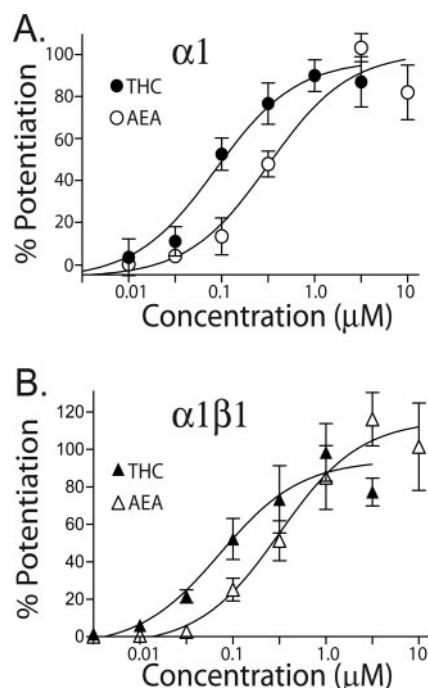 A.
α1
100
80
60
40
20
0
% Potentiation
THC
AEA
0.01
0.1
1.0
10
Concentration (μM)
B.
α1β1
120
100
80
60
40
20
0
% Potentiation
THC
AEA
0.01
0.1
1.0
10
Concentration (μM)